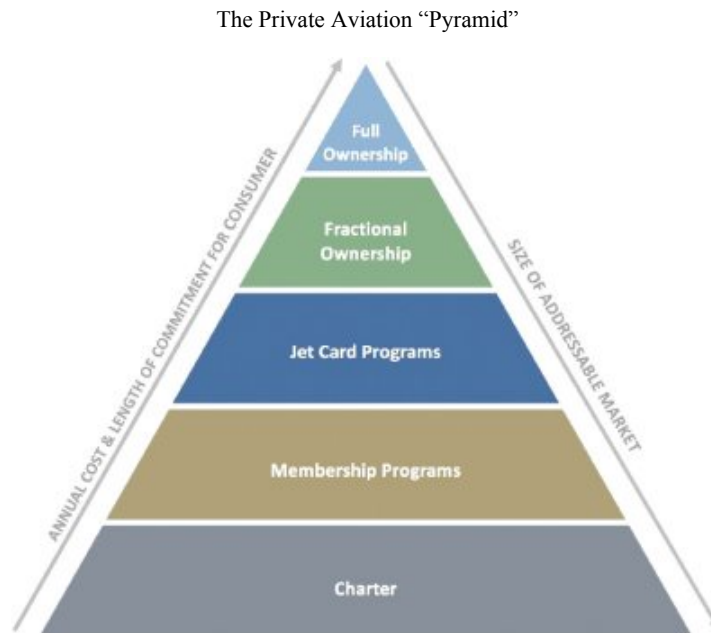 The Private Aviation “Pyramid”
ANNUAL COST & LENGTH OF COMMITMENT FOR CONSUMER
SIZE OF ADDRESSABLE MARKET
Full
Ownership
Fractional
Ownership
Jet Card Programs
Membership Programs
Charter